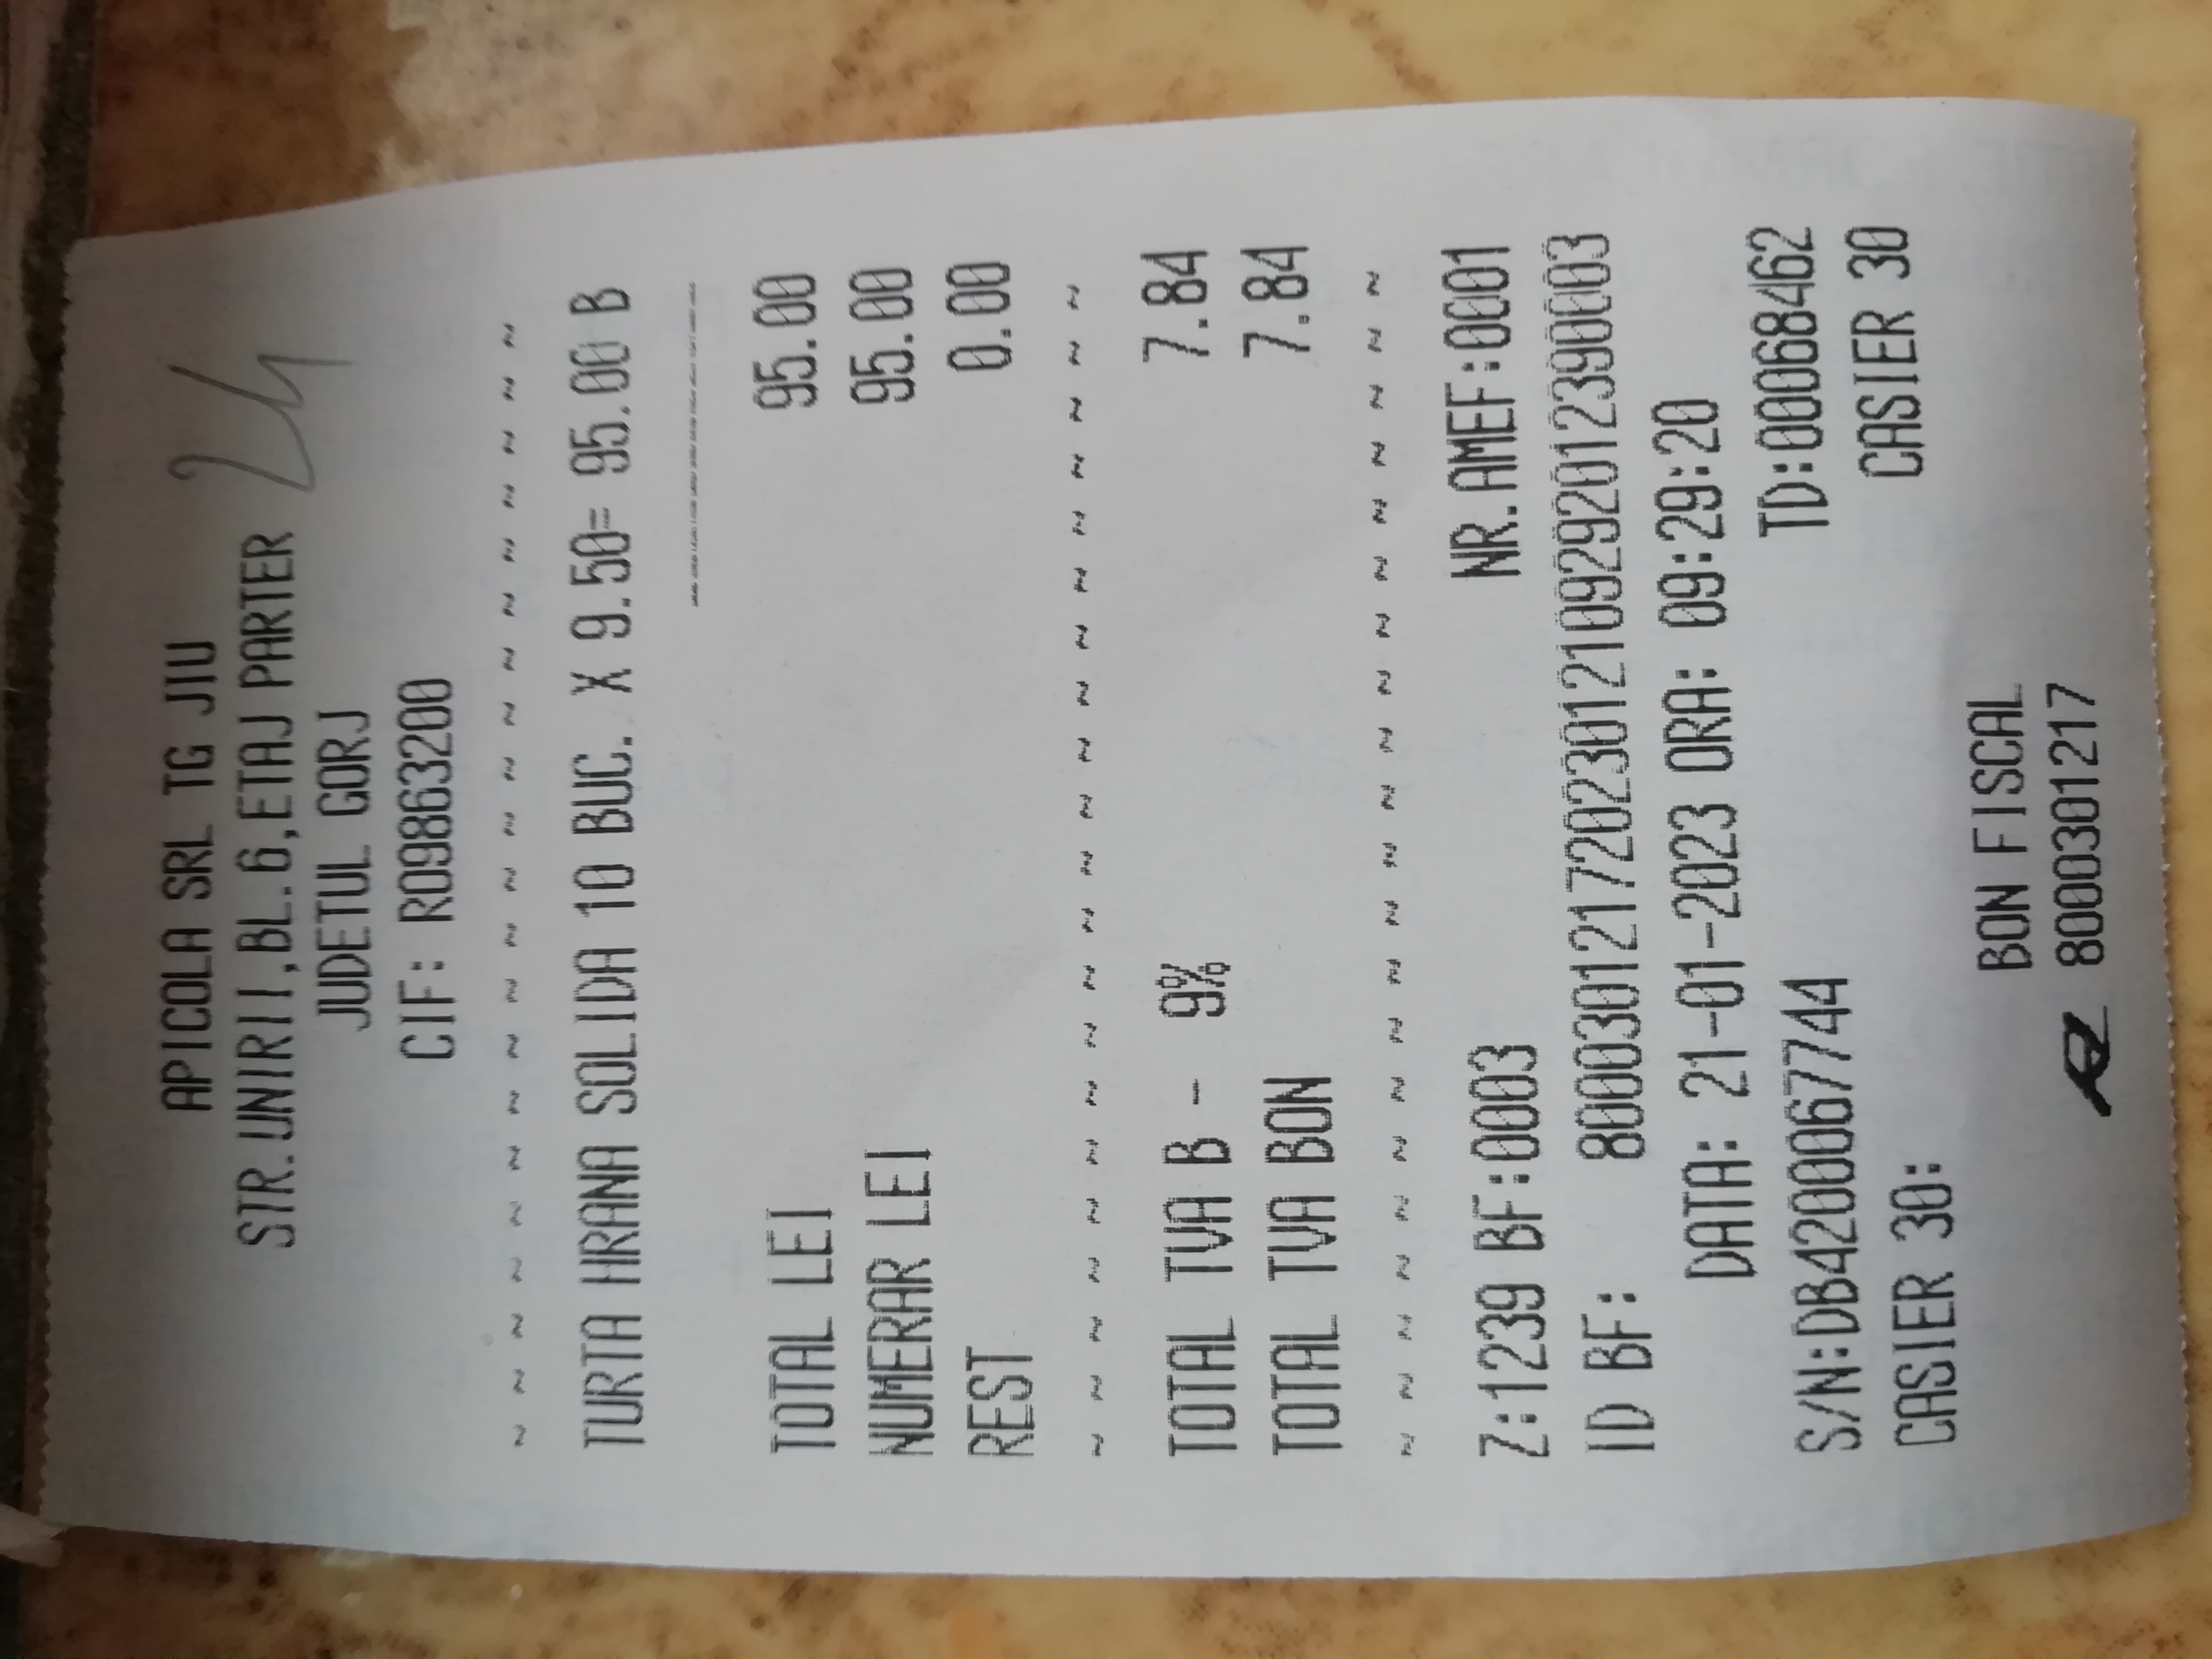 APICOLA SRL TG JIU
24
STR.UNIRII,BL.6,ETAJ PARTER
JUDETUL GORJ
CIF: RO9863200
~ ~ ~ ~ ~ ~ ~ ~ ~ ~ ~ ~ ~ ~ ~ ~ ~ ~ ~ ~ ~
TURTA HRANA SOLIDA 10 BUC. X 9.50= 95.00 B
TOTAL LEI 95.00
NUMERAR LEI 95.00
REST 0.00
~ ~ ~ ~ ~ ~ ~ ~ ~ ~ ~ ~ ~ ~ ~ ~ ~ ~ ~ ~ ~
TOTAL TVA B - 9% 7.84
TOTAL TVA BON 7.84
~ ~ ~ ~ ~ ~ ~ ~ ~ ~ ~ ~ ~ ~ ~ ~ ~ ~ ~ ~ ~
Z:1239 BF:0003 NR.AMEF:0001
ID BF: 80003012172023012109292012390003
DATA: 21-01-2023 ORA: 09:29:20
S/N:DB4200067744 TD:00068462
CASIER 30: CASIER 30
BON FISCAL
8000301217